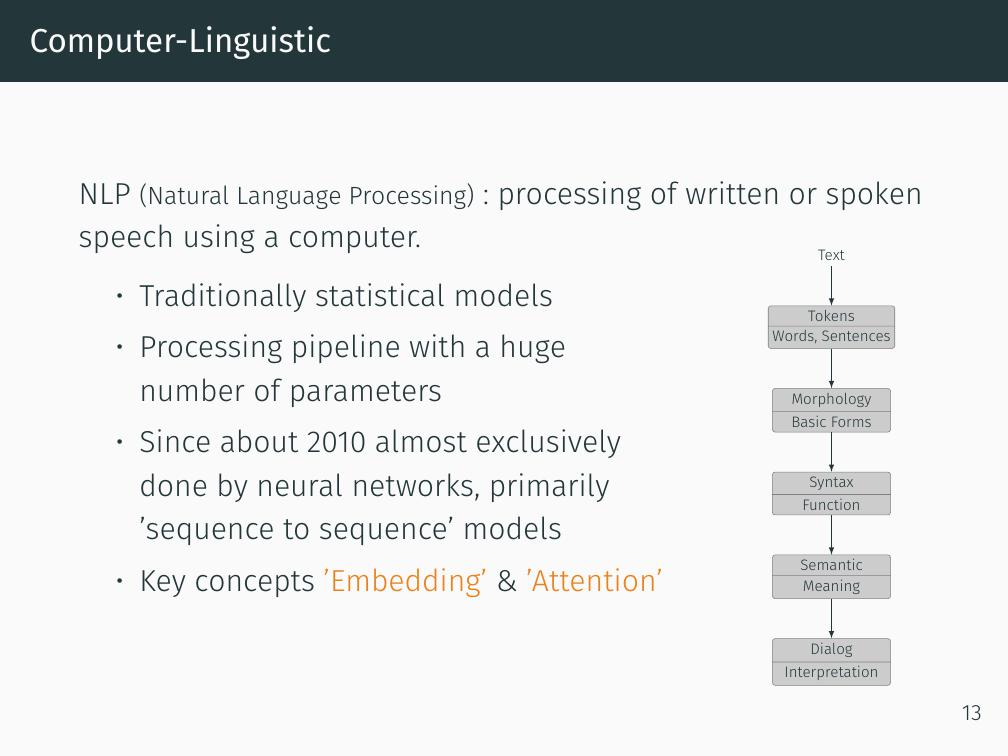 Computer-Linguistic
NLP (Natural Language Processing) : processing of written or spoken
speech using a computer.
• Traditionally statistical models
• Processing pipeline with a huge
number of parameters
• Since about 2010 almost exclusively
done by neural networks, primarily
’sequence to sequence’ models
• Key concepts ’Embedding’ & ’Attention’
Text
Tokens
Words, Sentences
Morphology
Basic Forms
Syntax
Function
Semantic
Meaning
Dialog
Interpretation
13